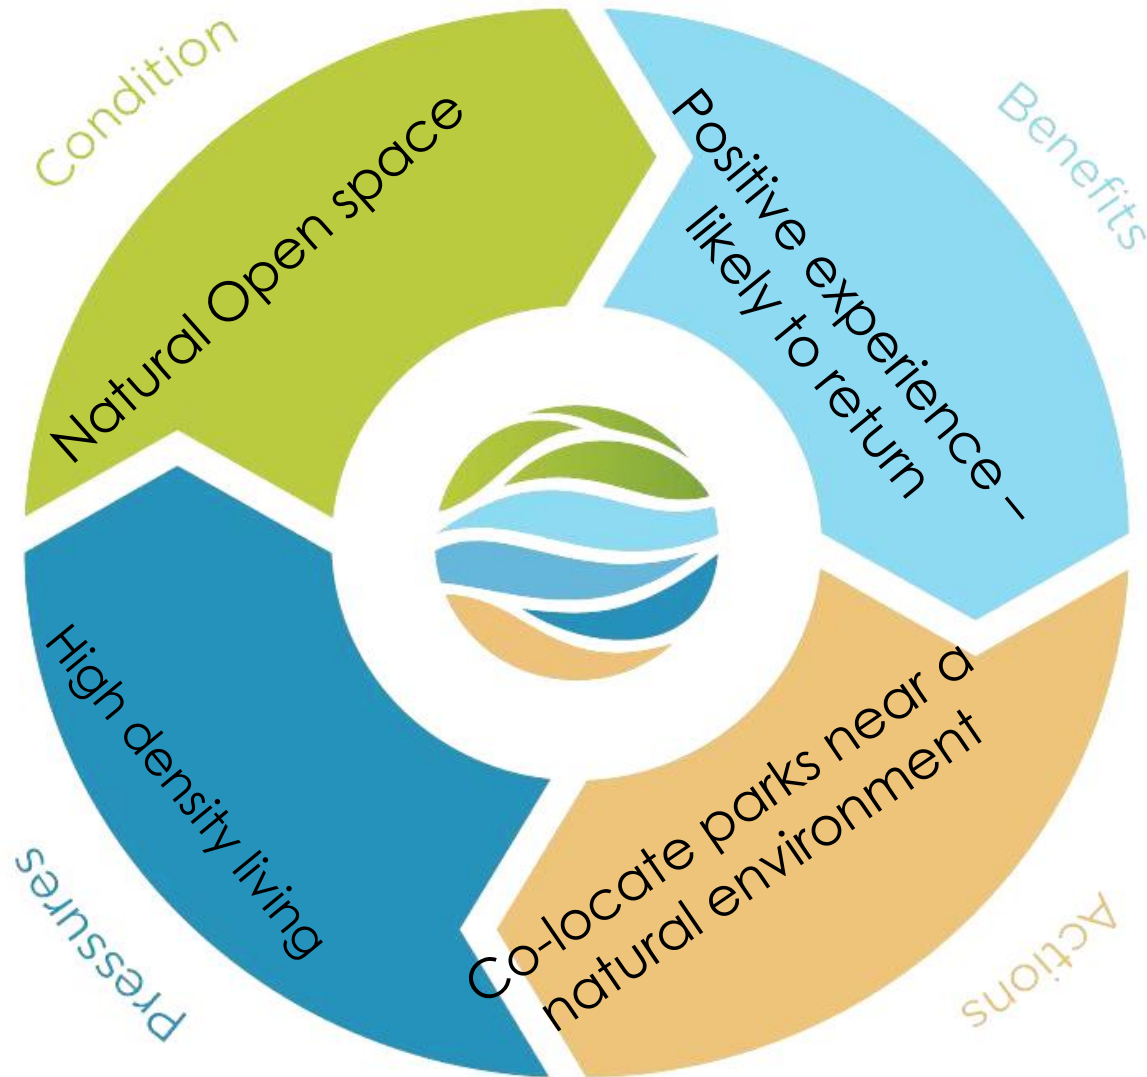 Condition
Natural Open space
Benefits
Positive experience –
likely to return
Actions
Co-locate parks near a
natural environment
Pressures
High density living